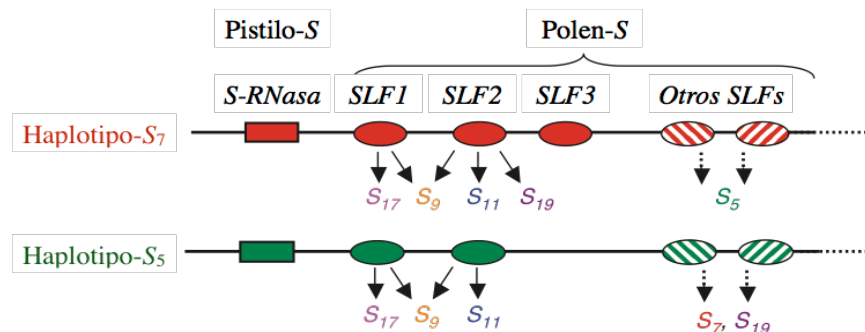 Pistilo-S Polen-S
S-RNasa SLF1 SLF2 SLF3 Otros SLFs
Haplotipo-S₇
S₁₇ S₉ S₁₁ S₁₉ S₅
Haplotipo-S₅
S₁₇ S₉ S₁₁ S₇, S₁₉